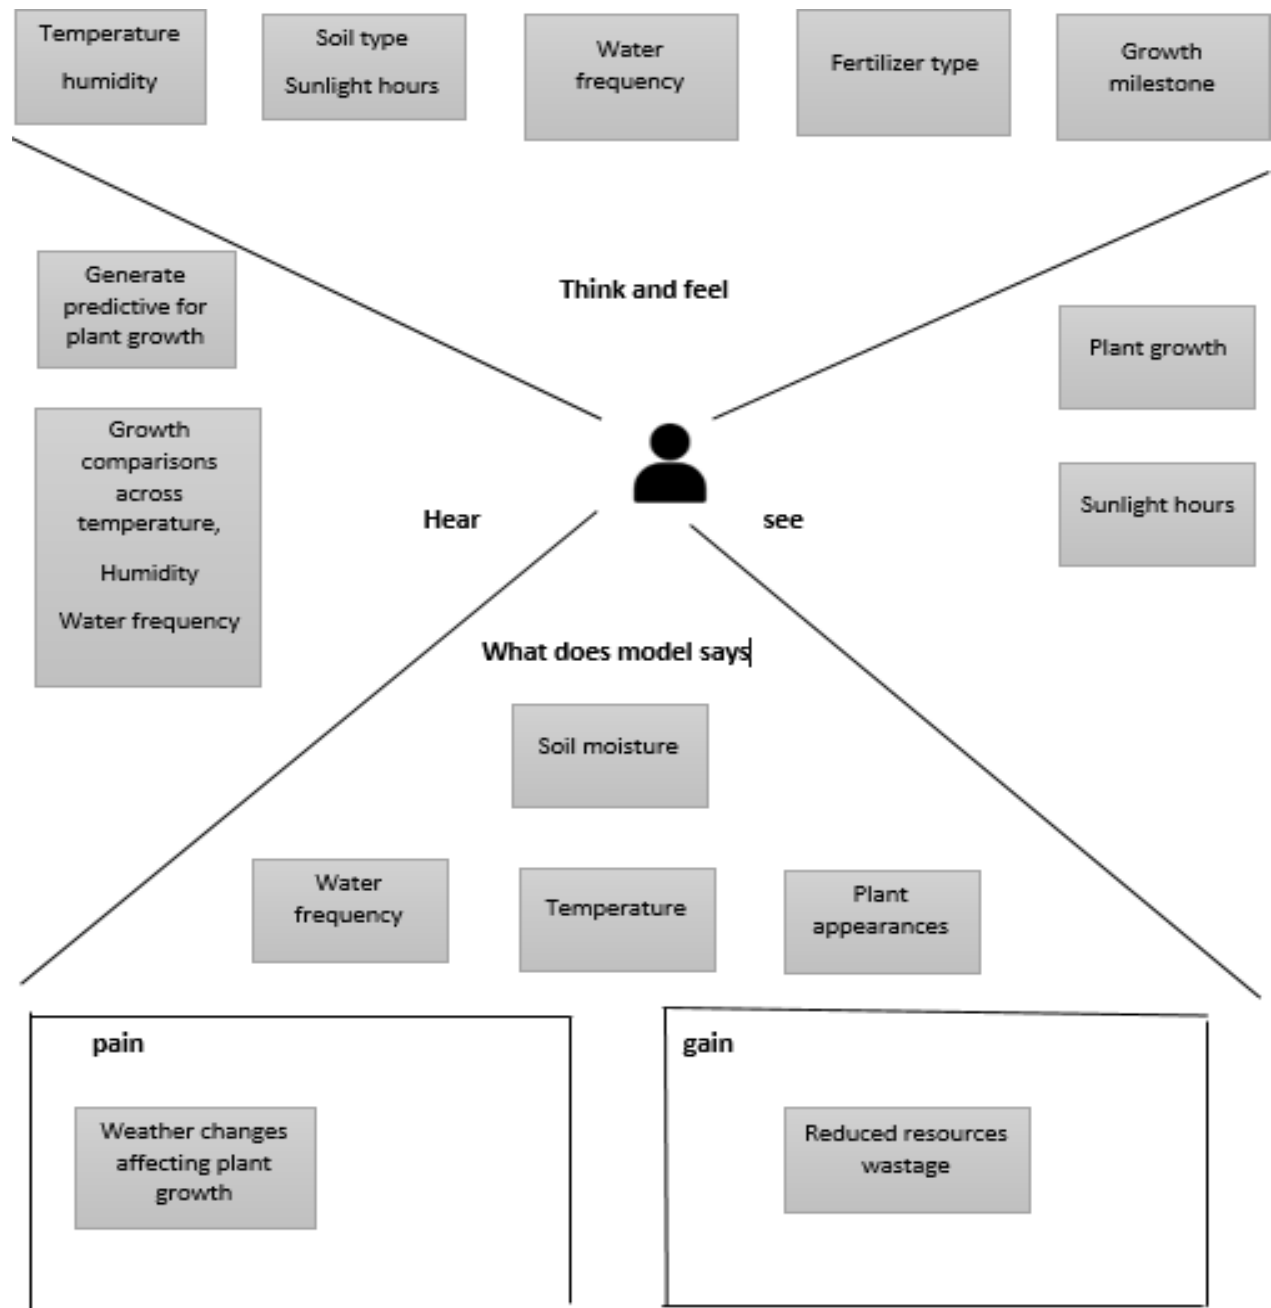 Temperature
humidity
Soil type
Sunlight hours
Water
frequency
Fertilizer type
Growth
milestone
Think and feel
Generate
predictive for
plant growth
Growth
comparisons
across
temperature,
Humidity
Water frequency
Hear
see
Plant growth
Sunlight hours
What does model says
Soil moisture
Water
frequency
Temperature
Plant
appearances
pain
Weather changes
affecting plant
growth
gain
Reduced resources
wastage